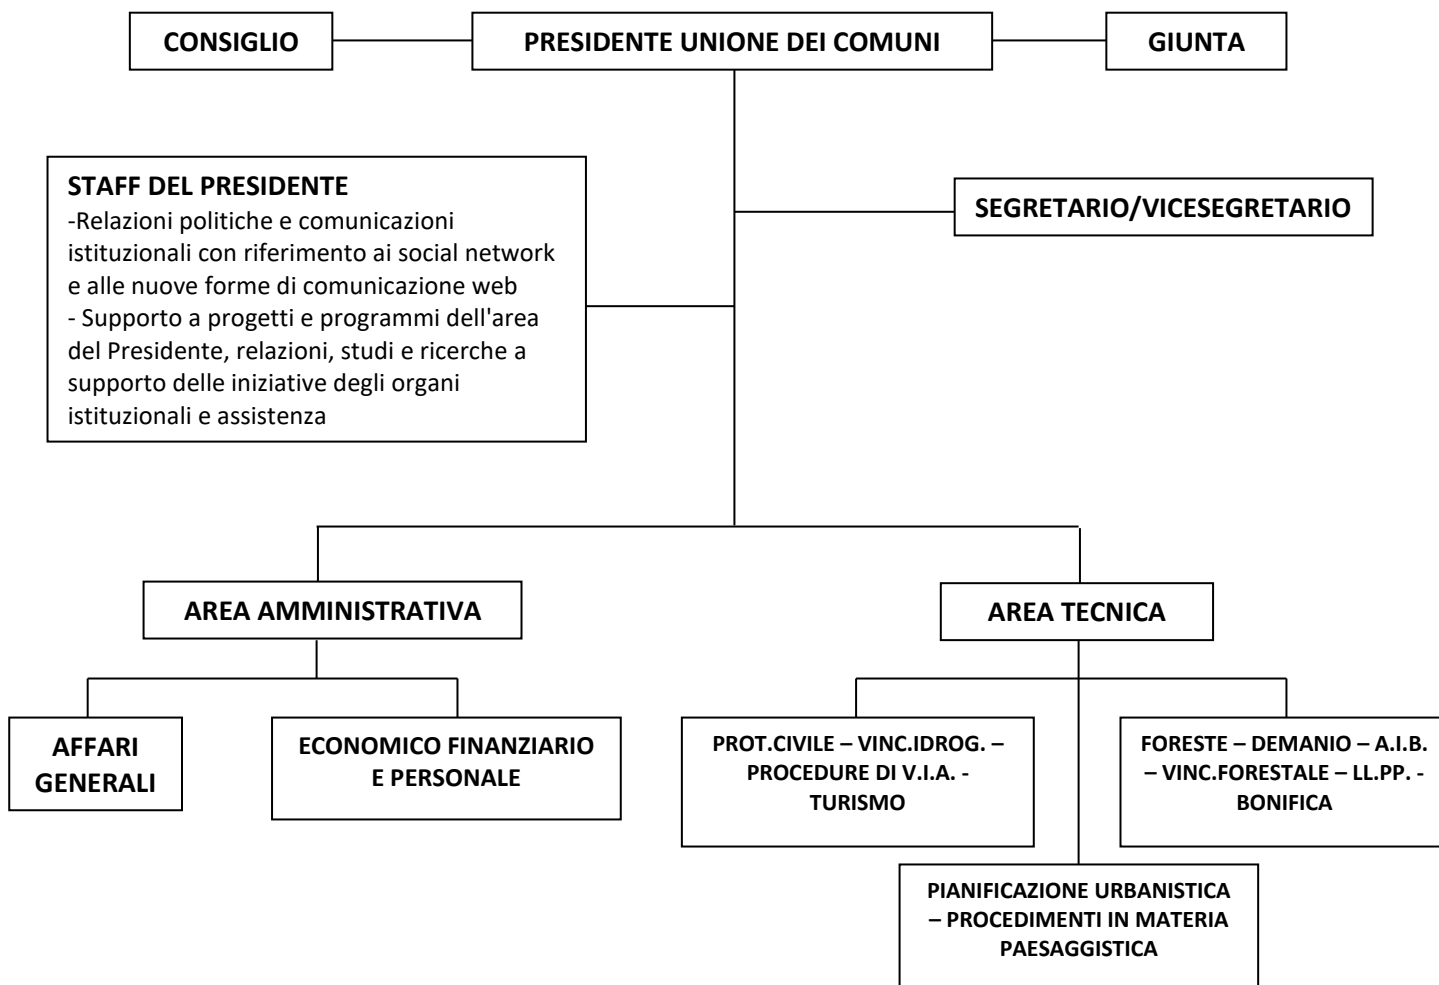 CONSIGLIO
PRESIDENTE UNIONE DEI COMUNI
GIUNTA
STAFF DEL PRESIDENTE
-Relazioni politiche e comunicazioni
istituzionali con riferimento ai social network
e alle nuove forme di comunicazione web
- Supporto a progetti e programmi dell'area
del Presidente, relazioni, studi e ricerche a
supporto delle iniziative degli organi
istituzionali e assistenza
SEGRETARIO/VICESEGRETARIO
AREA AMMINISTRATIVA
AREA TECNICA
AFFARI
GENERALI
ECONOMICO FINANZIARIO
E PERSONALE
PROT.CIVILE – VINC.IDROG. –
PROCEDURE DI V.I.A. -
TURISMO
FORESTE – DEMANIO – A.I.B.
– VINC.FORESTALE – LL.PP. -
BONIFICA
PIANIFICAZIONE URBANISTICA
– PROCEDIMENTI IN MATERIA
PAESAGGISTICA